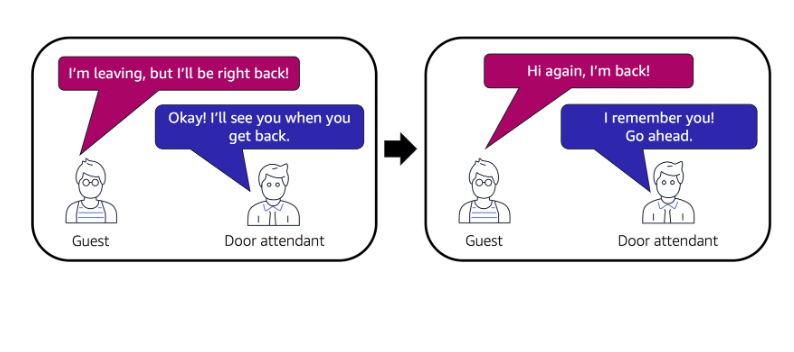 I’m leaving, but I’ll be right back!
Okay! I’ll see you when you
get back.
Guest
Door attendant
Hi again, I’m back!
I remember you!
Go ahead.
Guest
Door attendant